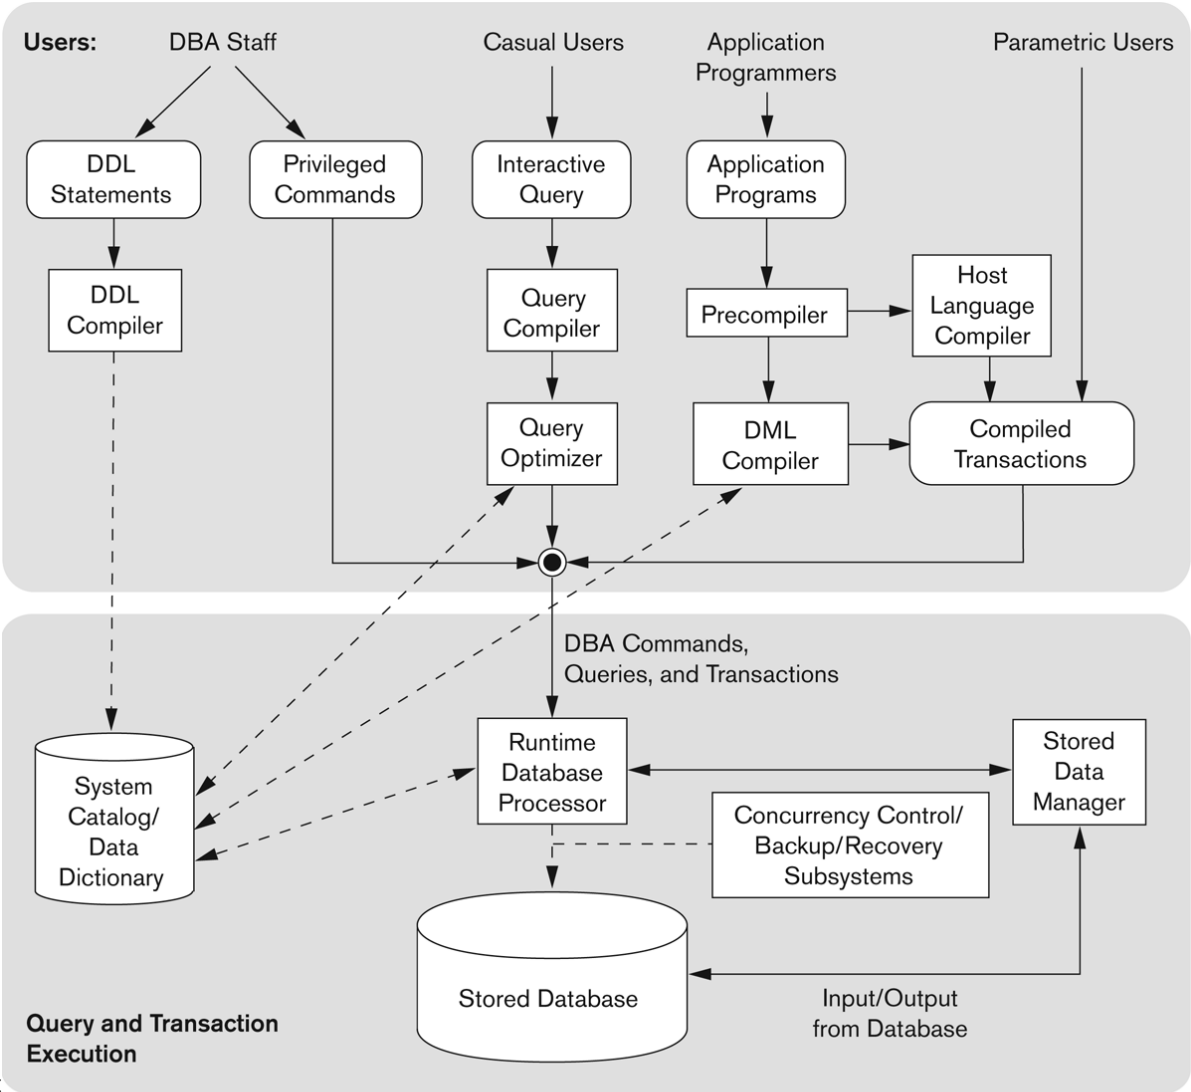 Users:
DBA Staff
Casual Users
Application
Programmers
Parametric Users
DDL
Statements
Privileged
Commands
Interactive
Query
Application
Programs
DDL
Compiler
Query
Compiler
Precompiler
Host
Language
Compiler
Query
Optimizer
DML
Compiler
Compiled
Transactions
DBA Commands,
Queries, and Transactions
System
Catalog/
Data
Dictionary
Runtime
Database
Processor
Stored
Data
Manager
Concurrency Control/
Backup/Recovery
Subsystems
Stored Database
Input/Output
from Database
Query and Transaction
Execution